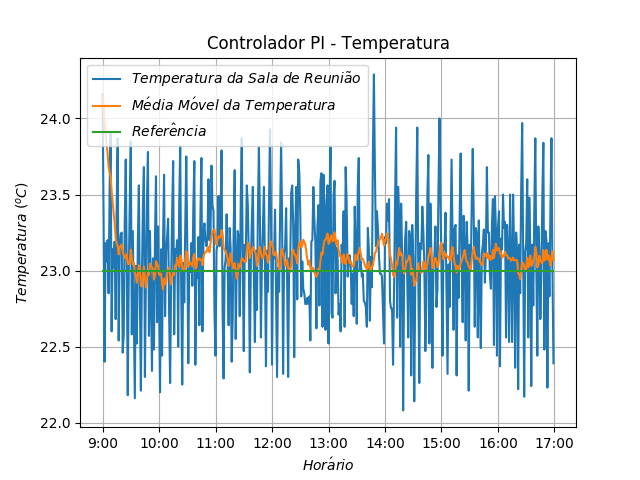 Controlador PI - Temperatura
Temperatura da Sala de Reunião
Média Móvel da Temperatura
Referência
Temperatura (ºC)
24.0
23.5
23.0
22.5
22.0
9:00 10:00 11:00 12:00 13:00 14:00 15:00 16:00 17:00
Horário